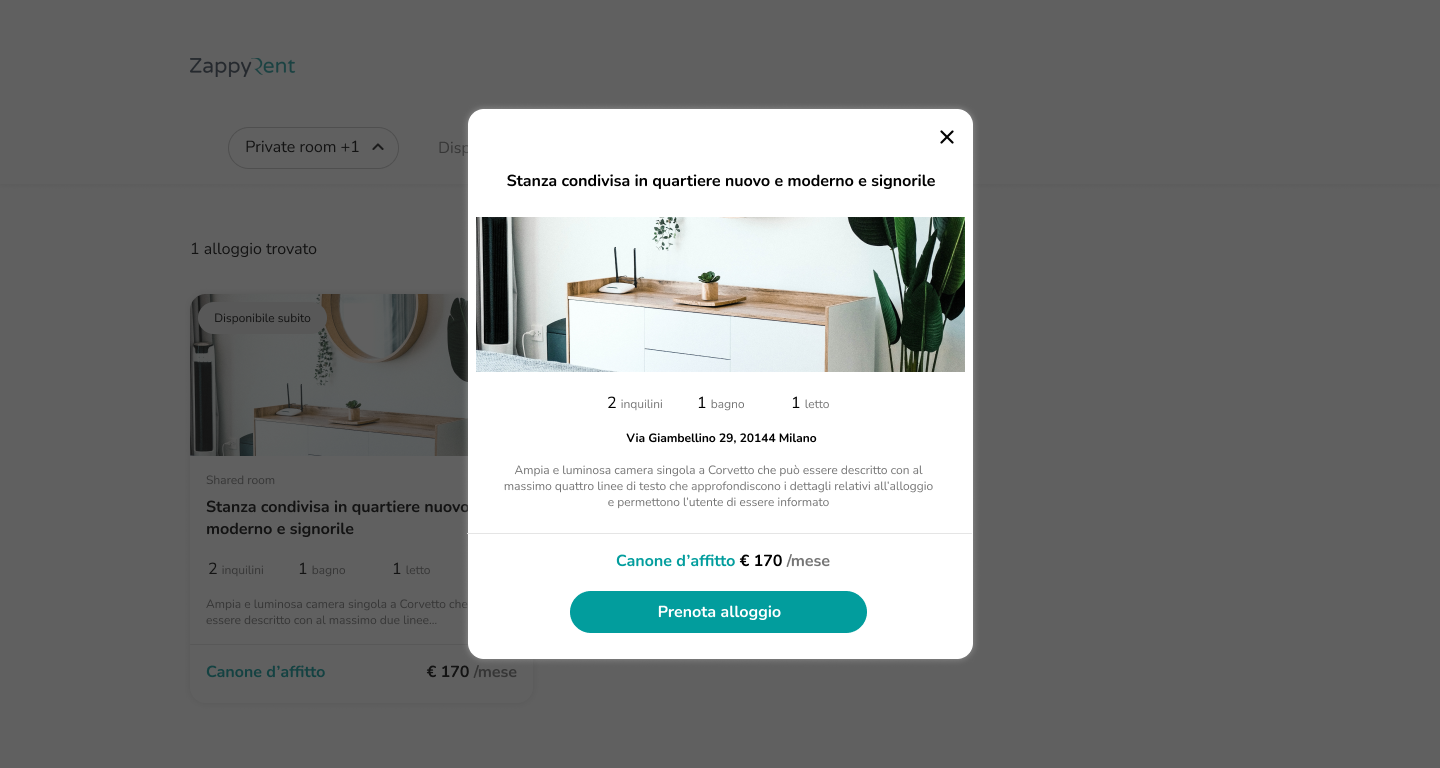 ZappyRent
Private room +1
Disp
1 alloggio trovato
Disponibile subito
Shared room
Stanza condivisa in quartiere nuovo
moderno e signorile
2 inquilini 1 bagno 1 letto
Ampia e luminosa camera singola a Corvetto che
essere descritto con al massimo due linee...
Canone d'affitto € 170 /mese
Stanza condivisa in quartiere nuovo e moderno e signorile
2 inquilini 1 bagno 1 letto
Via Giambellino 29, 20144 Milano
Ampia e luminosa camera singola a Corvetto che può essere descritto con al
massimo quattro linee di testo che approfondiscono i dettagli relativi all'alloggio
e permettono l'utente di essere informato
Canone d'affitto € 170 /mese
Prenota alloggio